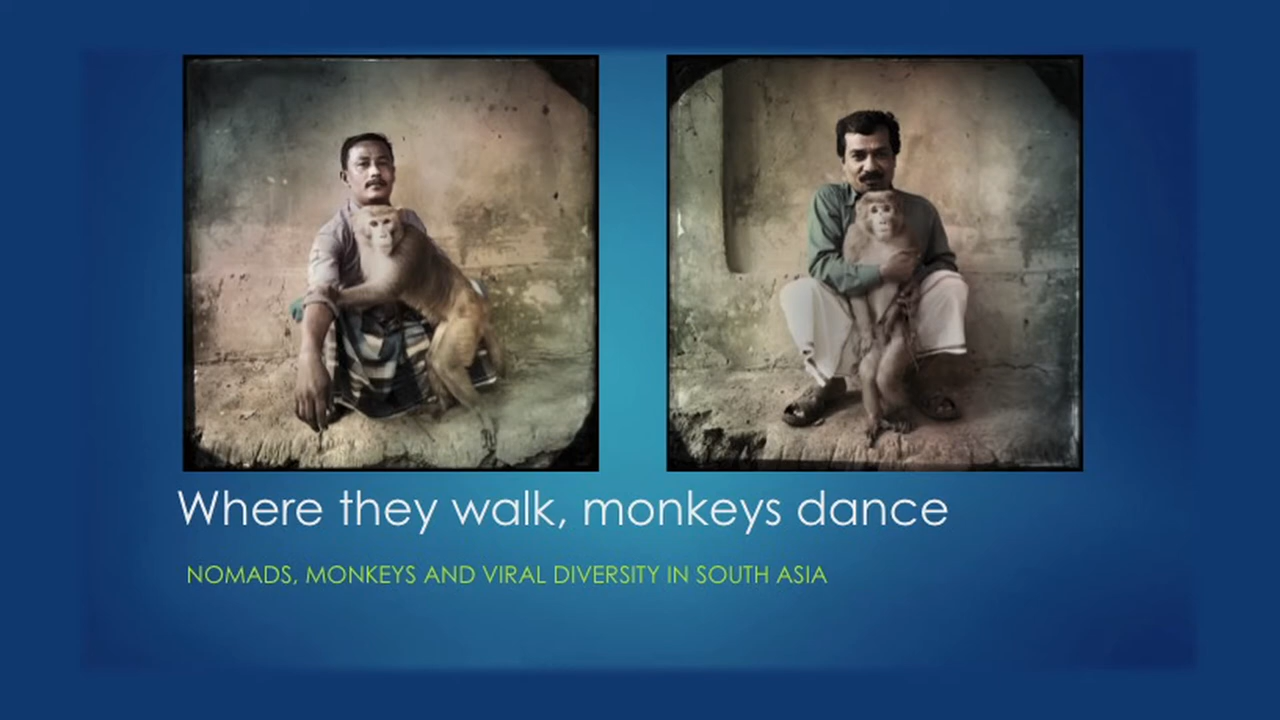 Where they walk, monkeys dance
NOMADS, MONKEYS AND VIRAL DIVERSITY IN SOUTH ASIA